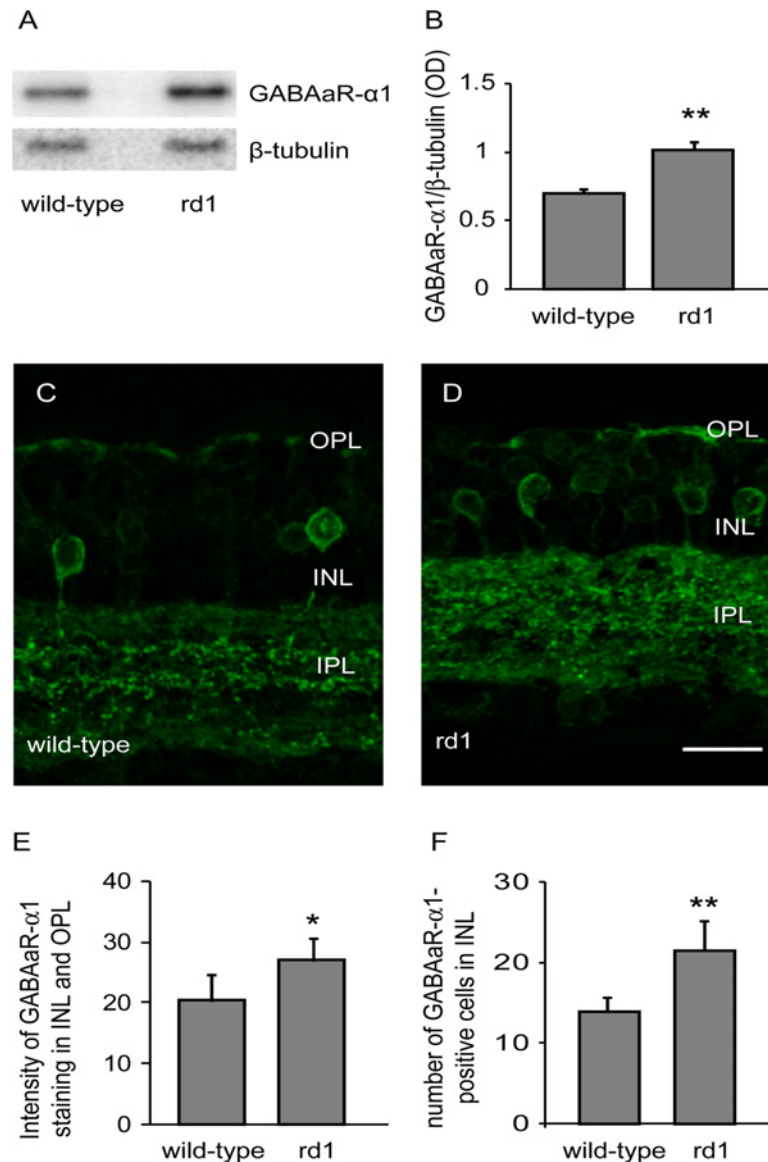 A
GABAaR-α1
β-tubulin
wild-type rd1
B
GABAaR-α1/β-tubulin (OD)
1.5
1
0.5
0
**
wild-type rd1
C
OPL
INL
IPL
wild-type
D
OPL
INL
IPL
rd1
E
Intensity of GABAaR-α1
staining in INL and OPL
40
30
20
10
0
*
wild-type rd1
F
number of GABAaR-α1-
positive cells in INL
30
20
10
0
**
wild-type rd1